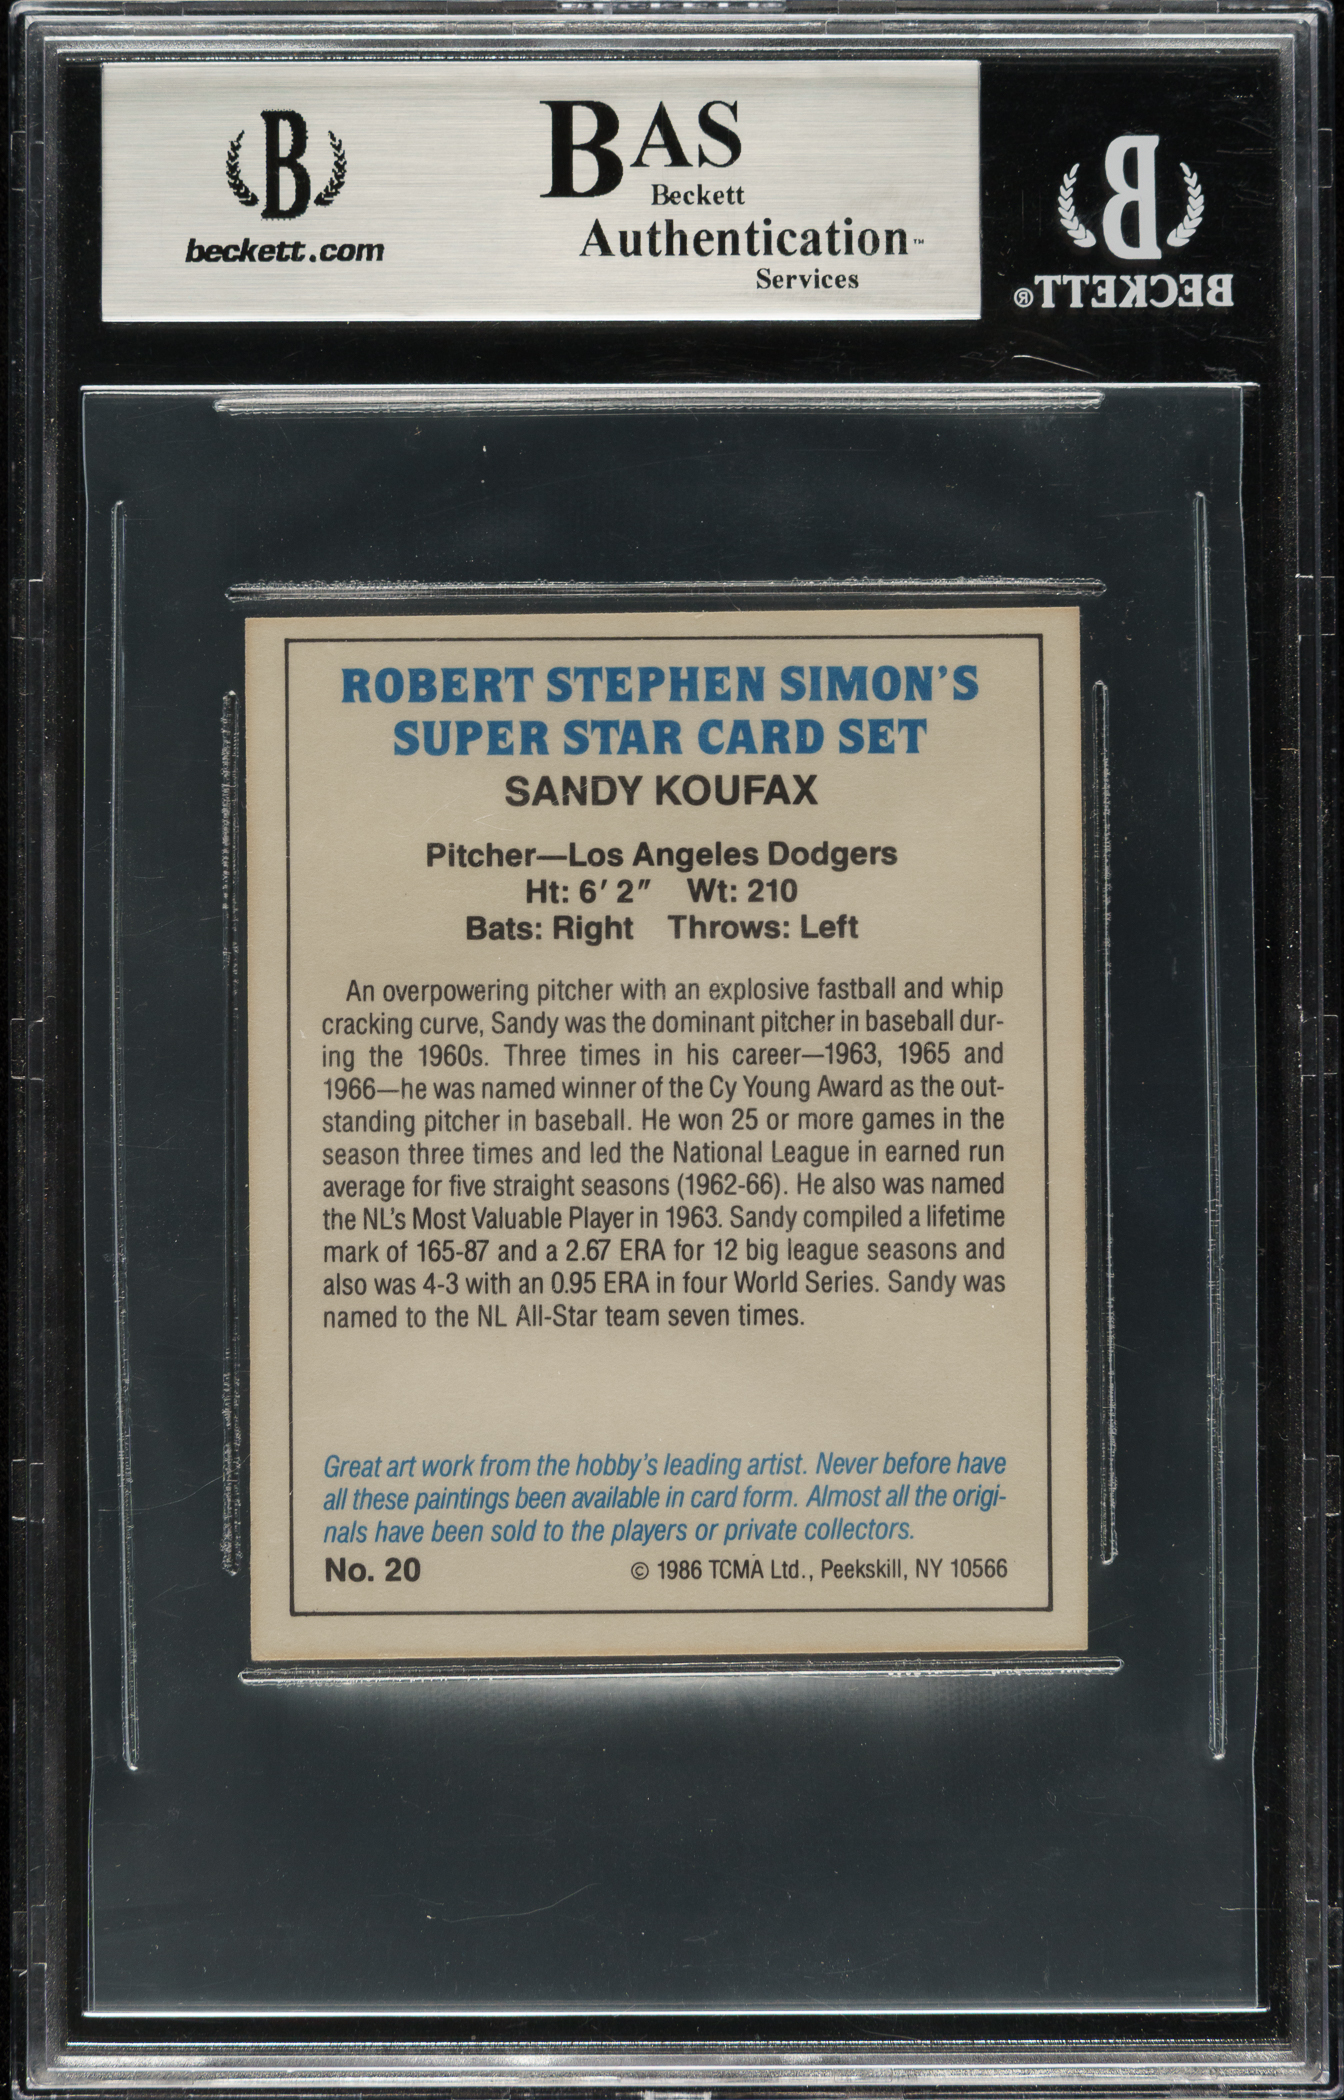 B
beckett.com
BAS
Beckett
Authentication™
Services
B
BECKETT®
ROBERT STEPHEN SIMON'S
SUPER STAR CARD SET
SANDY KOUFAX
Pitcher—Los Angeles Dodgers
Ht: 6′ 2″ Wt: 210
Bats: Right Throws: Left
An overpowering pitcher with an explosive fastball and whip
cracking curve, Sandy was the dominant pitcher in baseball dur-
ing the 1960s. Three times in his career—1963, 1965 and
1966—he was named winner of the Cy Young Award as the out-
standing pitcher in baseball. He won 25 or more games in the
season three times and led the National League in earned run
average for five straight seasons (1962-66). He also was named
the NL's Most Valuable Player in 1963. Sandy compiled a lifetime
mark of 165-87 and a 2.67 ERA for 12 big league seasons and
also was 4-3 with an 0.95 ERA in four World Series. Sandy was
named to the NL All-Star team seven times.
Great art work from the hobby's leading artist. Never before have
all these paintings been available in card form. Almost all the origi-
nals have been sold to the players or private collectors.
No. 20 © 1986 TCMA Ltd., Peekskill, NY 10566